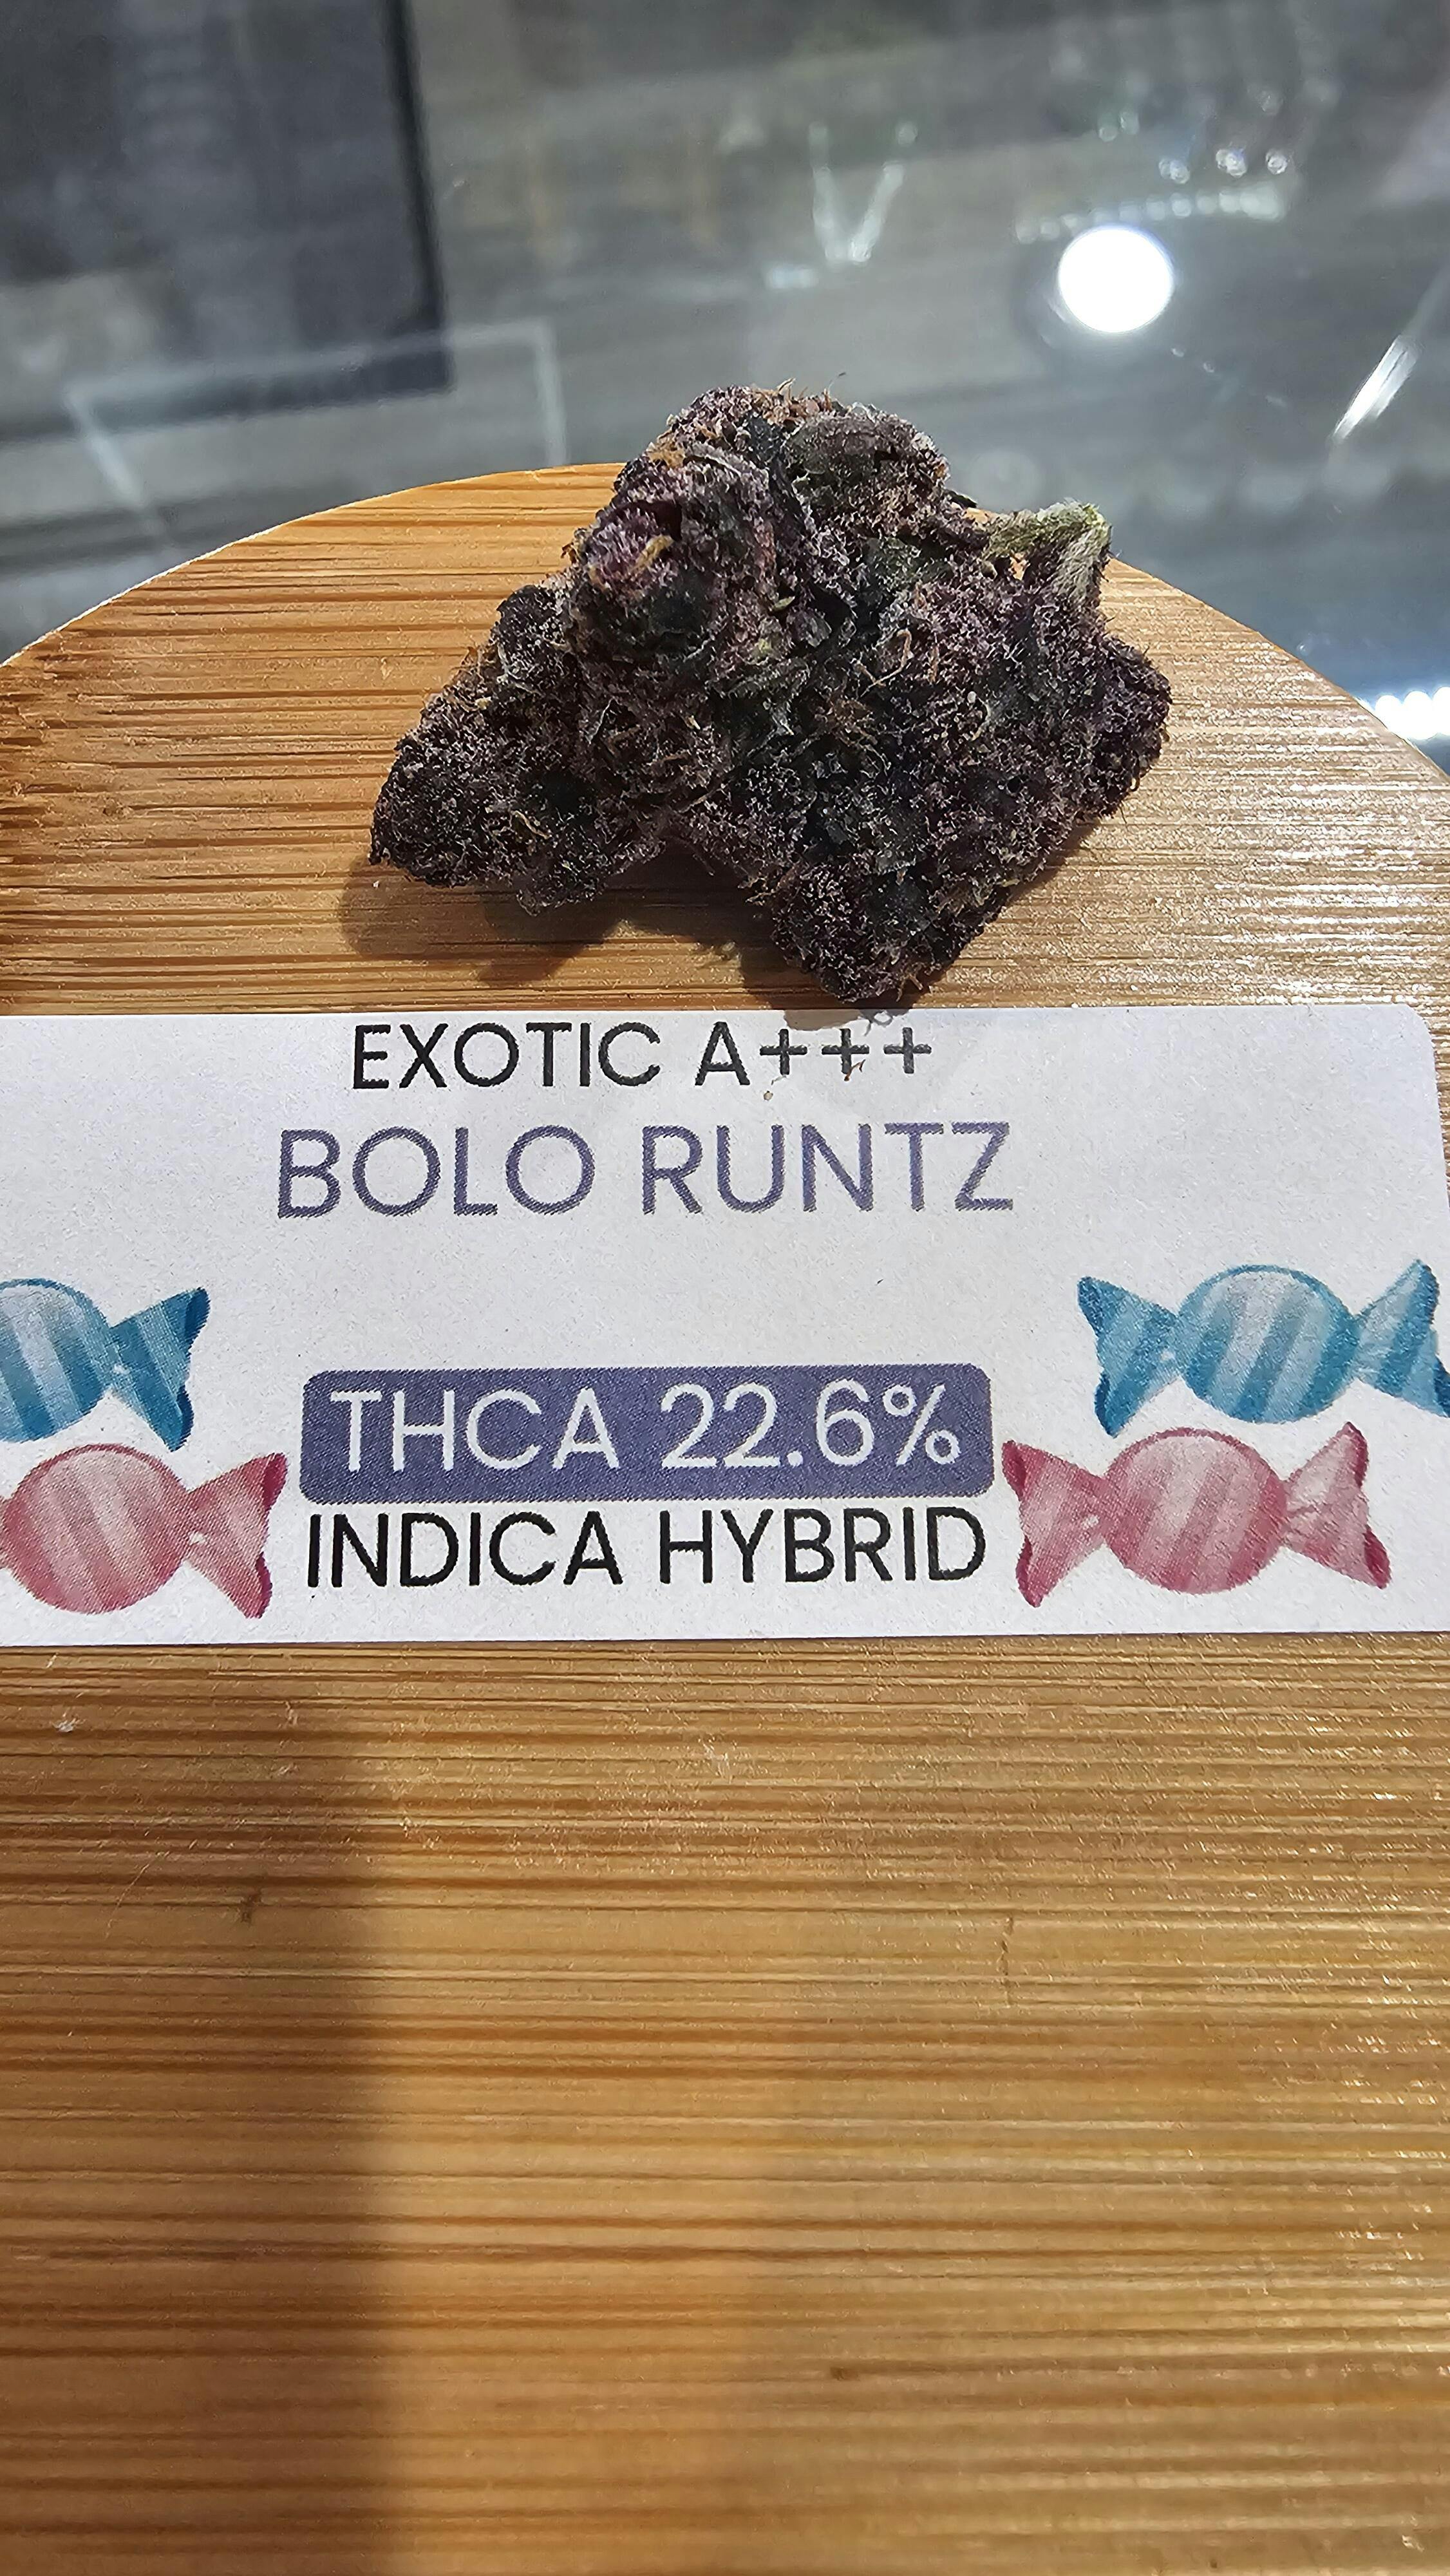 EXOTIC A+++
BOLO RUNTZ
THCA 22.6%
INDICA HYBRID